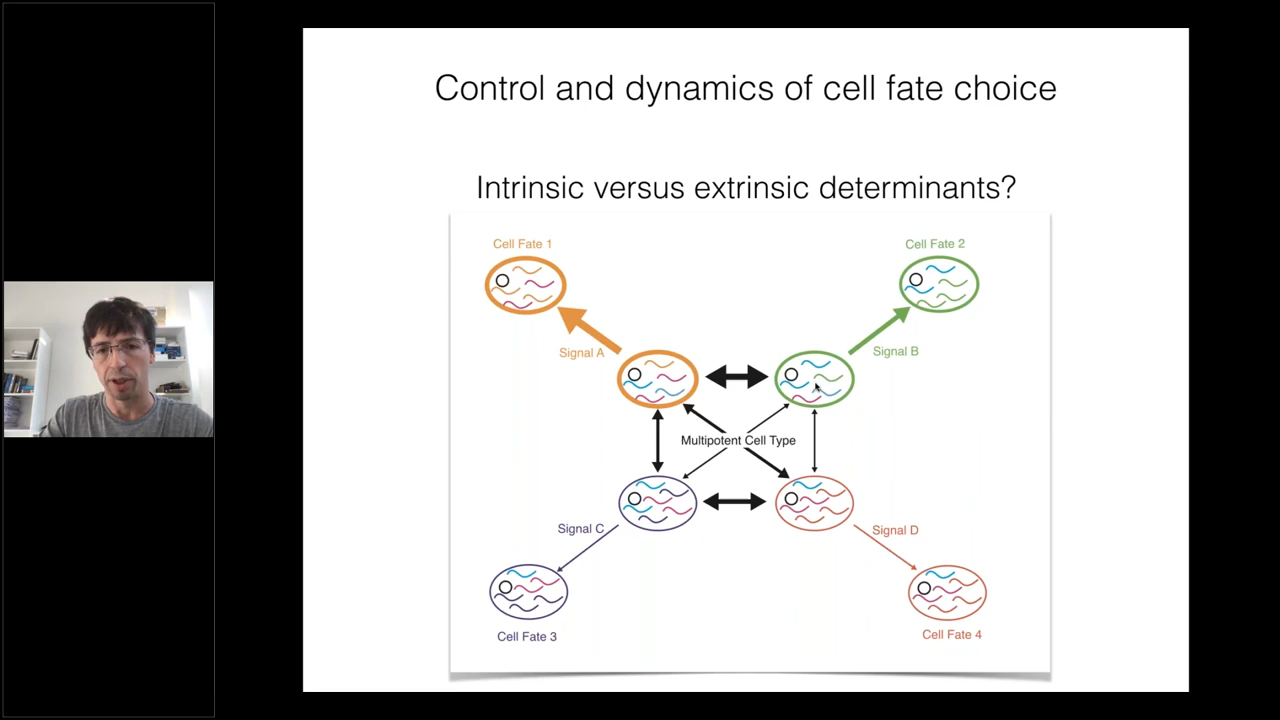 Control and dynamics of cell fate choice
Intrinsic versus extrinsic determinants?
Cell Fate 1
Cell Fate 2
Signal A
Signal B
Multipotent Cell Type
Signal C
Signal D
Cell Fate 3
Cell Fate 4